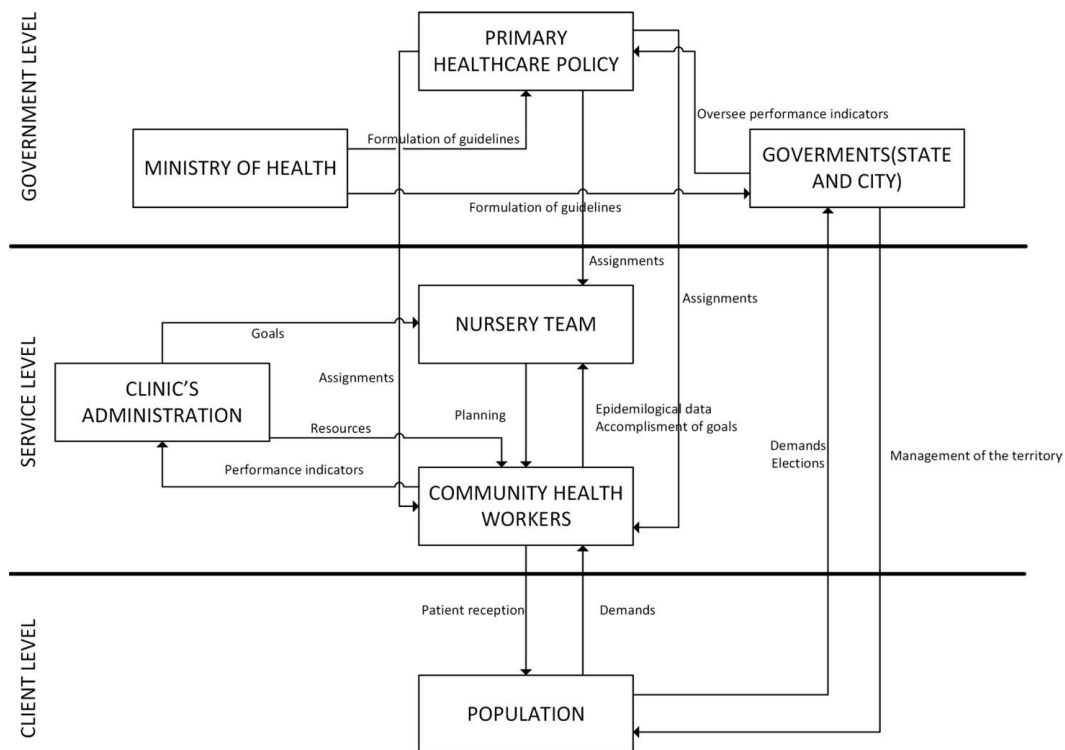 GOVERNMENT LEVEL
PRIMARY
HEALTHCARE POLICY
Oversee performance indicators
Formulation of guidelines
MINISTRY OF HEALTH
GOVERMENTS(STATE
AND CITY)
Formulation of guidelines
SERVICE LEVEL
Assignments
Assignments
NURSERY TEAM
Goals
CLINIC'S
ADMINISTRATION
Assignments
Planning
Epidemilogical data
Accomplisment of goals
Resources
Demands
Elections
Management of the territory
Performance indicators
COMMUNITY HEALTH
WORKERS
CLIENT LEVEL
Patient reception
Demands
POPULATION